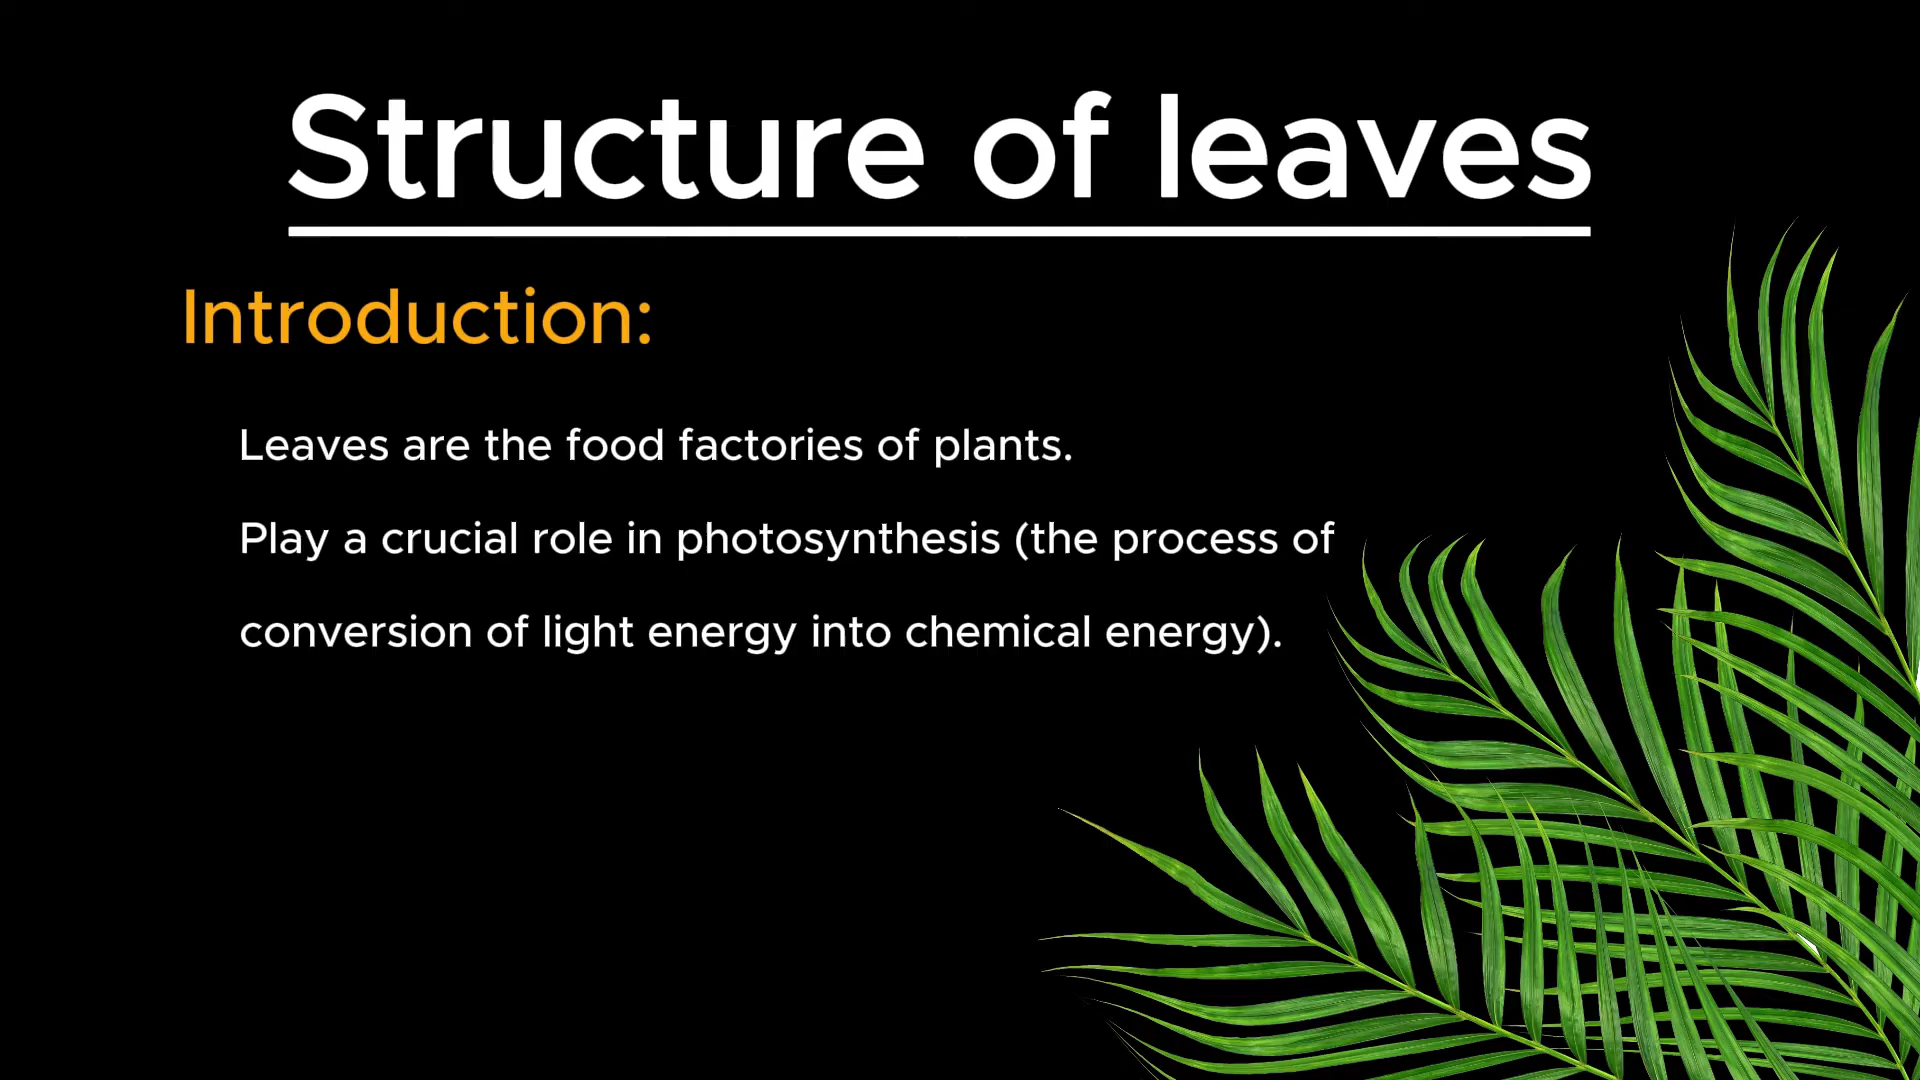 Structure of leaves
Introduction:
Leaves are the food factories of plants.
Play a crucial role in photosynthesis (the process of
conversion of light energy into chemical energy).